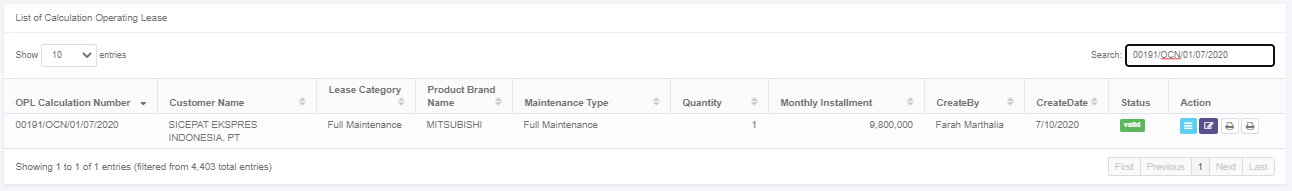 List of Calculation Operating Lease
Show 10 entries
Search: 00191/OCN/01/07/2020
OPL Calculation Number Customer Name Lease Category Product Brand Name Maintenance Type Quantity Monthly Installment CreateBy CreateDate Status Action
00191/OCN/01/07/2020 SICEPAT EKSPRES INDONESIA. PT Full Maintenance MITSUBISHI Full Maintenance 1 9,800,000 Farah Marthalia 7/10/2020 valid
Showing 1 to 1 of 1 entries (filtered from 4,403 total entries)
First Previous 1 Next Last